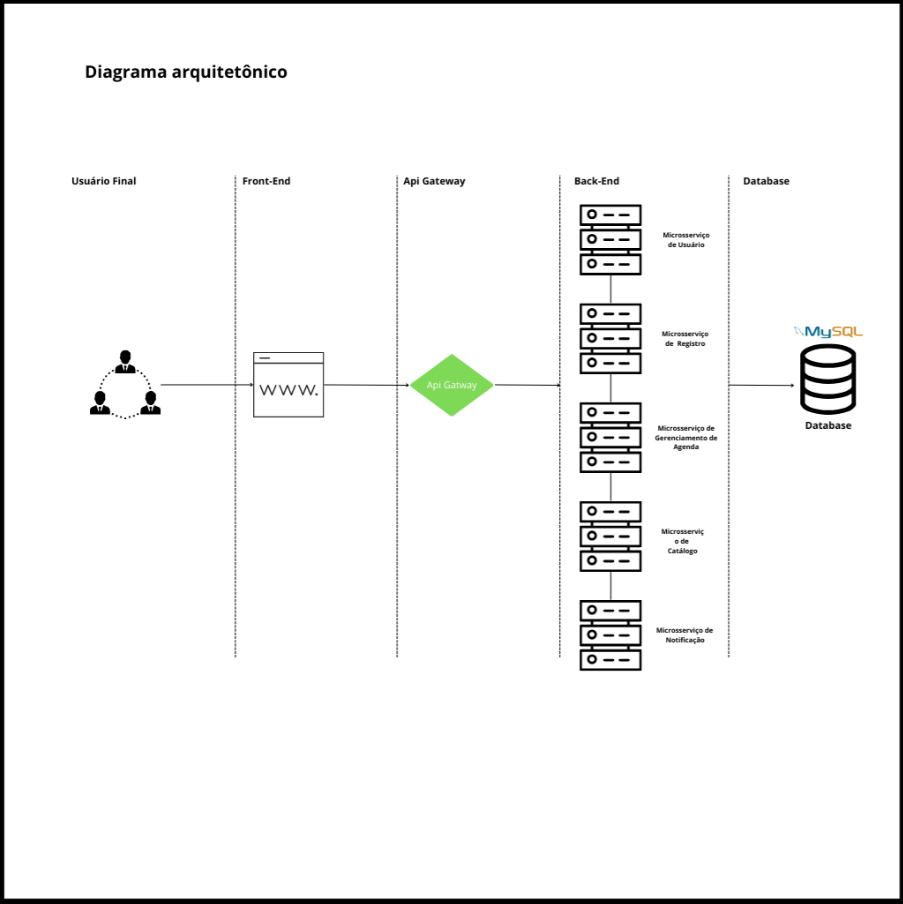 Diagrama arquitetônico
Usuário Final
Front-End
Api Gateway
Back-End
Database
Microsserviço
de Usuário
Microsserviço
de Registro
Microsserviço de
Gerenciamento de
Agenda
Microsserviç
o de
Catálogo
Microsserviço de
Notificação
WWW.
Api Gatway
MySQL
Database